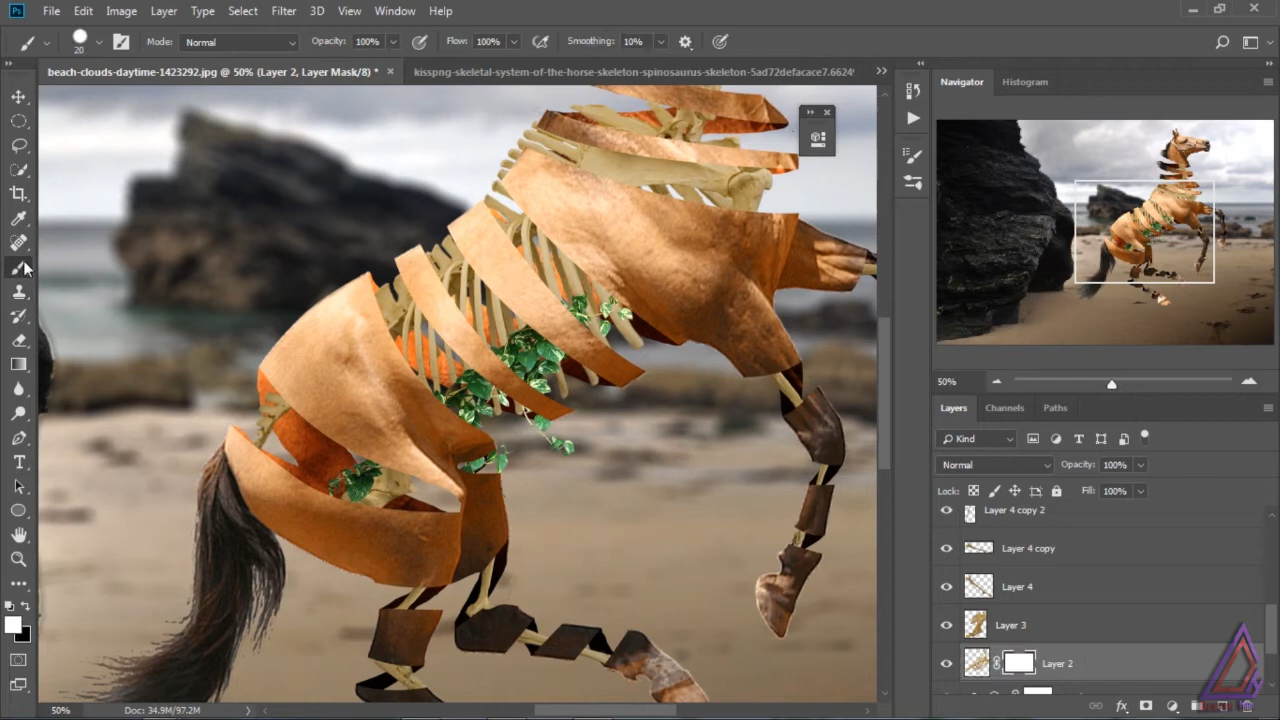 Ps File Edit Image Layer Type Select Filter 3D View Window Help
20 Mode: Normal Opacity: 100% Flow: 100% Smoothing: 10%
beach-clouds-daytime-1423292.jpg @ 50% (Layer 2, Layer Mask/8) * × kisspng-skeletal-system-of-the-horse-skeleton-spinosaurus-skeleton-5ad72defacace7.6624
Navigator Histogram
50%
Layers Channels Paths
Kind
Normal Opacity: 100%
Lock: Fill: 100%
Layer 4 copy 2
Layer 4 copy
Layer 4
Layer 3
Layer 2
50% Doc: 34.9M/97.2M